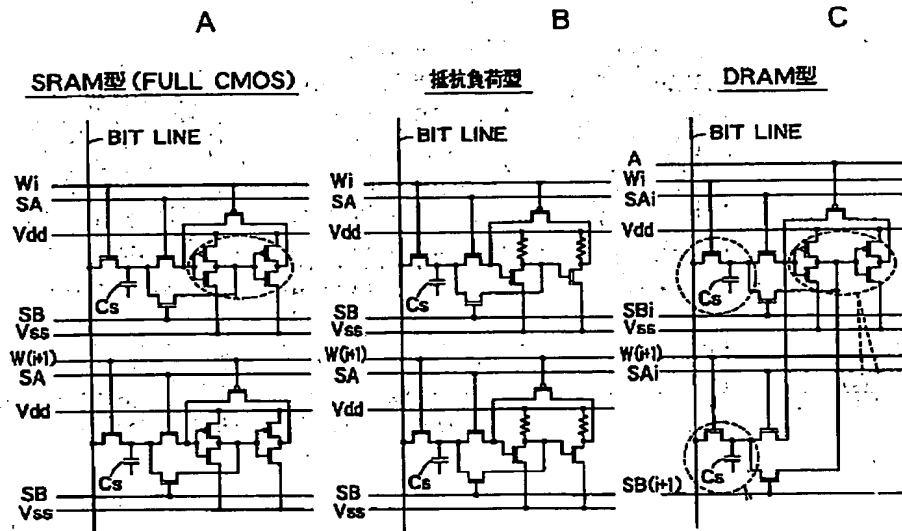 A
SRAM型 (FULL CMOS)
BIT LINE
Wi
SA
Vdd
Cs
SB
Vss
W(i+1)
SA
Vdd
Cs
SB
Vss
B
抵抗負荷型
BIT LINE
Wi
SA
Vdd
Cs
SB
Vss
W(i+1)
SA
Vdd
Cs
SB
Vss
C
DRAM型
BIT LINE
A
Wi
SAi
Vdd
Cs
SBi
Vss
W(i+1)
SAi
Cs
SB(i+1)